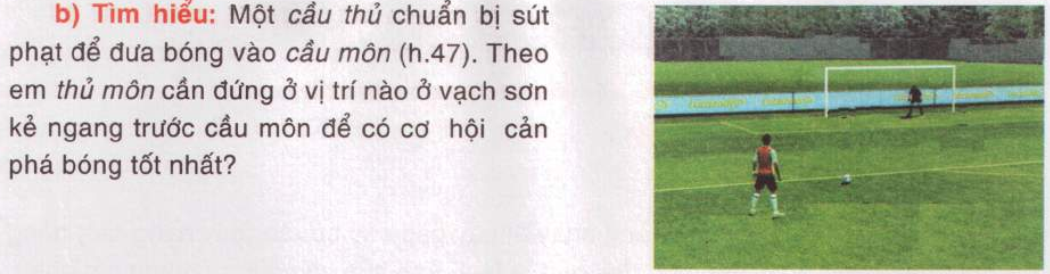 b) Tìm hiểu: Một cầu thủ chuẩn bị sút
phạt để đưa bóng vào cầu môn (h.47). Theo
em thủ môn cần đứng ở vị trí nào ở vạch sơn
kẻ ngang trước cầu môn để có cơ hội cản
phá bóng tốt nhất?